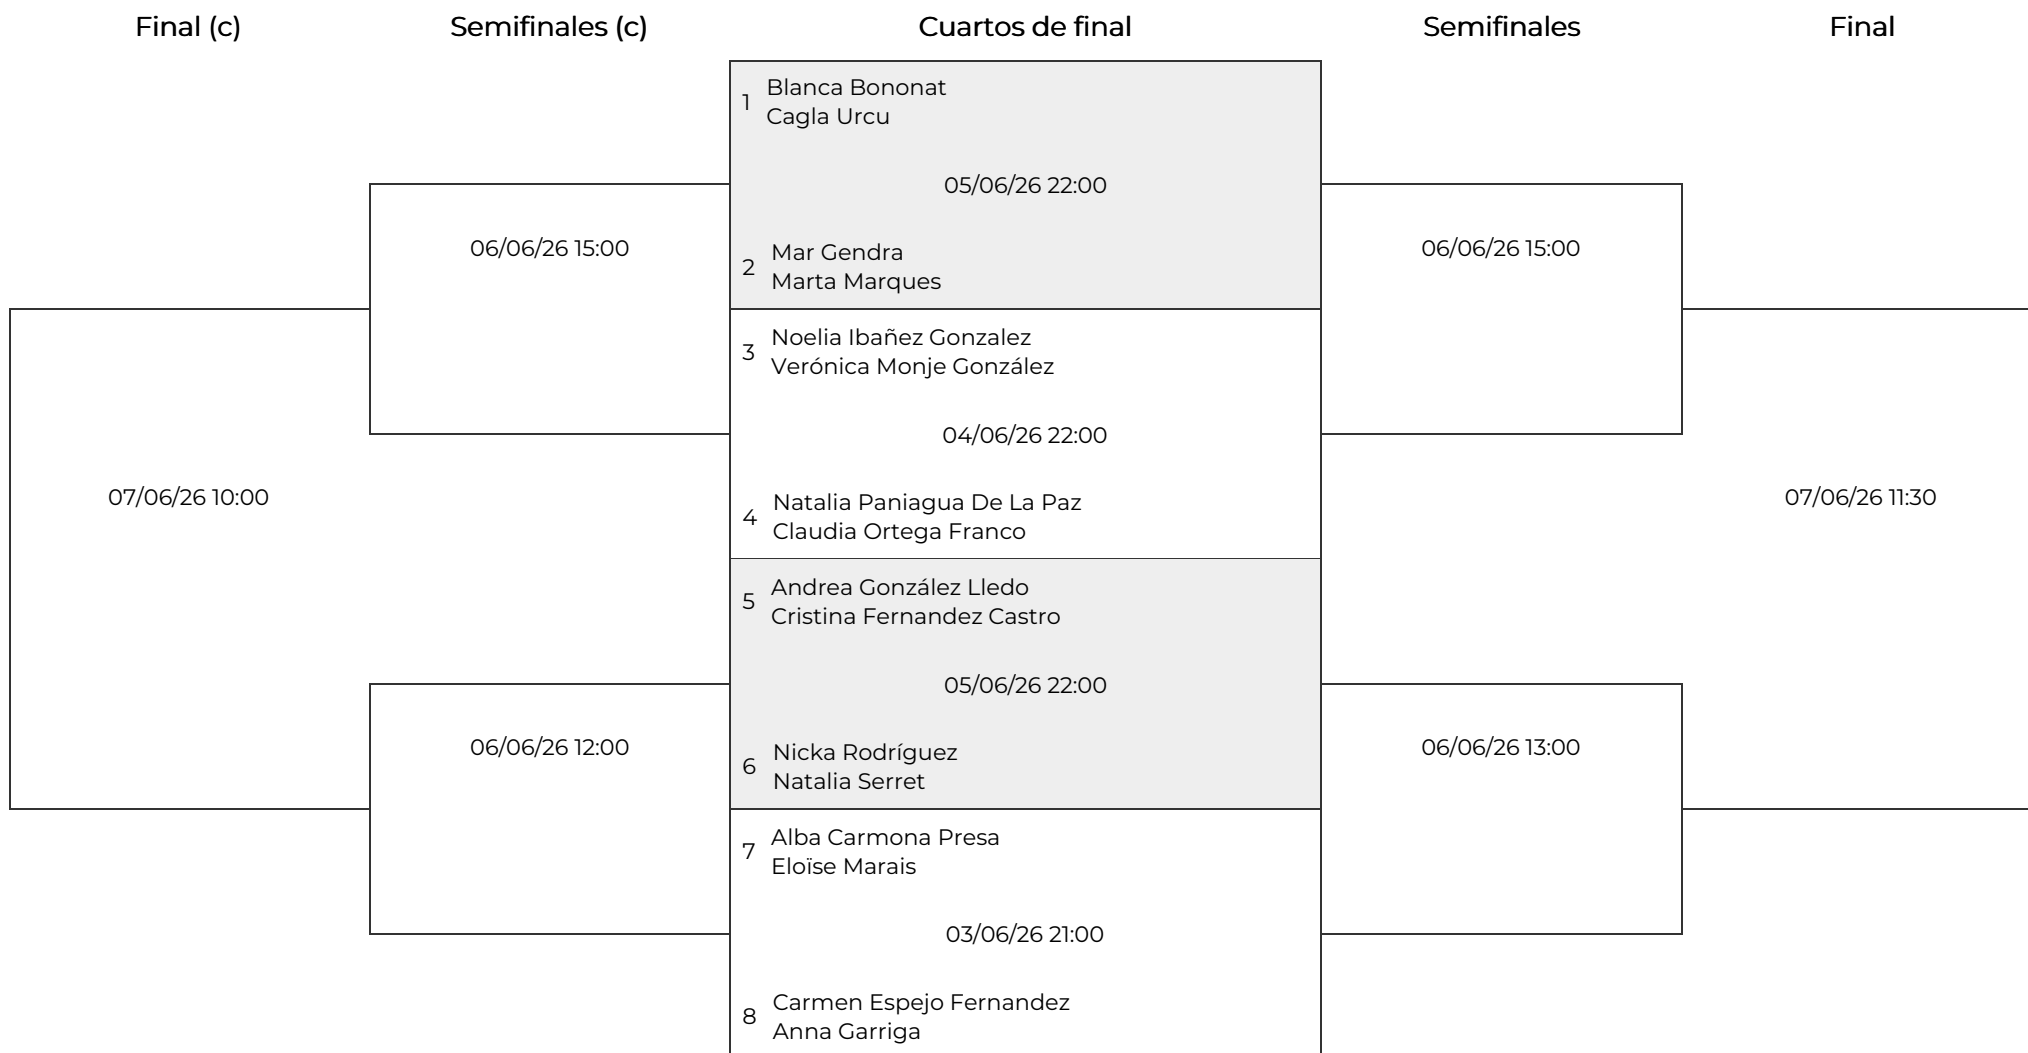 Final (c)
Semifinales (c)
Cuartos de final
Semifinales
Final
1
Blanca Bononat
Cagla Urcu
05/06/26 22:00
06/06/26 15:00
06/06/26 15:00
2
Mar Gendra
Marta Marques
3
Noelia Ibañez Gonzalez
Verónica Monje González
04/06/26 22:00
07/06/26 10:00
07/06/26 11:30
4
Natalia Paniagua De La Paz
Claudia Ortega Franco
5
Andrea González Lledo
Cristina Fernandez Castro
05/06/26 22:00
06/06/26 12:00
06/06/26 13:00
6
Nicka Rodríguez
Natalia Serret
7
Alba Carmona Presa
Eloïse Marais
03/06/26 21:00
8
Carmen Espejo Fernandez
Anna Garriga